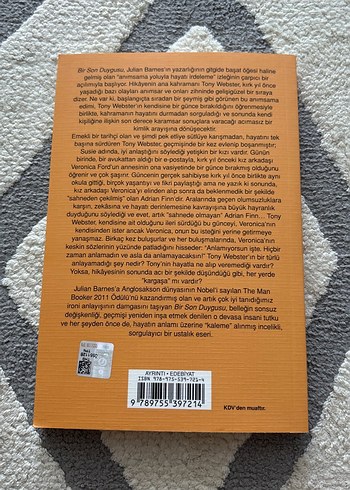 Bir Son Duygusu, Julian Barnes'ın yazarlığının gitgide başat öğesi haline
gelmiş olan "anımsama yoluyla hayatı irdeleme" izleğinin çarpıcı bir
açılımıyla başlıyor. Hikâyenin ana kahramanı Tony Webster, kırk yıl önce
yaşadığı bazı olayları anımsar ve onları zihninde gelişigüzel bir sıraya
dizer. Ne var ki, başlangıçta sıradan bir şeymiş gibi görünen bu anımsama
edimi, Tony Webster'in kendisine bir günce bırakıldığını öğrenmesiyle
birlikte, kahramanın hayatını durmadan sorguladığı ve sonunda kendi
kişiliğine ilişkin son derece karamsar sonuçlara varacağı acımasız bir
kimlik arayışına dönüşecektir.
Emekli bir tarihçi olan ve şimdi pek etliye sütlüye karışmadan, hayatını tek
başına sürdüren Tony Webster, geçmişinde bir kez evlenip boşanmıştır;
Susie adında, iyi anlaştığını söylediği yetişkin bir kızı vardır. Günün
birinde, bir avukattan aldığı bir e-postayla, kırk yıl önceki kız arkadaşı
Veronica Ford'un annesinin ona vasiyetinde bir günce bırakmış olduğunu
öğrenir ve çok şaşırır. Güncenin gerçek sahibiyse kırk yıl önce birlikte aynı
okula gittiği, birçok yaşantıyı ve fikri paylaştığı ama ne yazık ki sonunda,
kız arkadaşı Veronica'yı elinden alıp sonra da beklenmedik bir şekilde
"sahneden çekilmiş" olan Adrian Finn'dir. Aralarında geçen olumsuzluklara
karşın, zekâsına ve hayatı derinlemesine kavrayışına büyük hayranlık
duyduğunu söylediği ve evet, artık "sahnede olmayan" Adrian Finn... Tony
Webster, kendisine ait olduğunu ileri sürdüğü bu günceyi, Veronica'nın
kendisinden ister ancak Veronica, onun bu isteğini yerine getirmeye
yanaşmaz. Birkaç kez buluşurlar ve her buluşmalarında, Veronica'nın
keskin sözlerinin yüzünde patladığını hisseder: "Anlamıyorsun işte. Hiçbir
zaman anlamadın ve asla da anlamayacaksın!" Tony Webster'in bir türlü
anlayamadığı şey nedir? Tony'nin hayatla ne alıp veremediği vardır?
Yoksa, hikâyesinin sonunda acı bir şekilde düşündüğü gibi, her yerde
"kargaşa" mı vardır?
Julian Barnes'a Anglosakson dünyasının Nobel'i sayılan The Man
Booker 2011 Ödülü'nü kazandırmış olan ve artık çok iyi tanıdığımız
ironi anlayışının damgasını taşıyan Bir Son Duygusu, belleğin sonsuz
değişkenliği, geçmişi yeniden inşa etmek denilen o devasa insani tutku
ve her şeyden önce de, hayatın anlamı üzerine "kaleme" alınmış incelikli,
sorgulayıcı bir ustalık eseri.
AYRINTI • EDEBİYAT
ISBN 978-975-539-721-4
9 789755 397214
KDV'den muaftır.